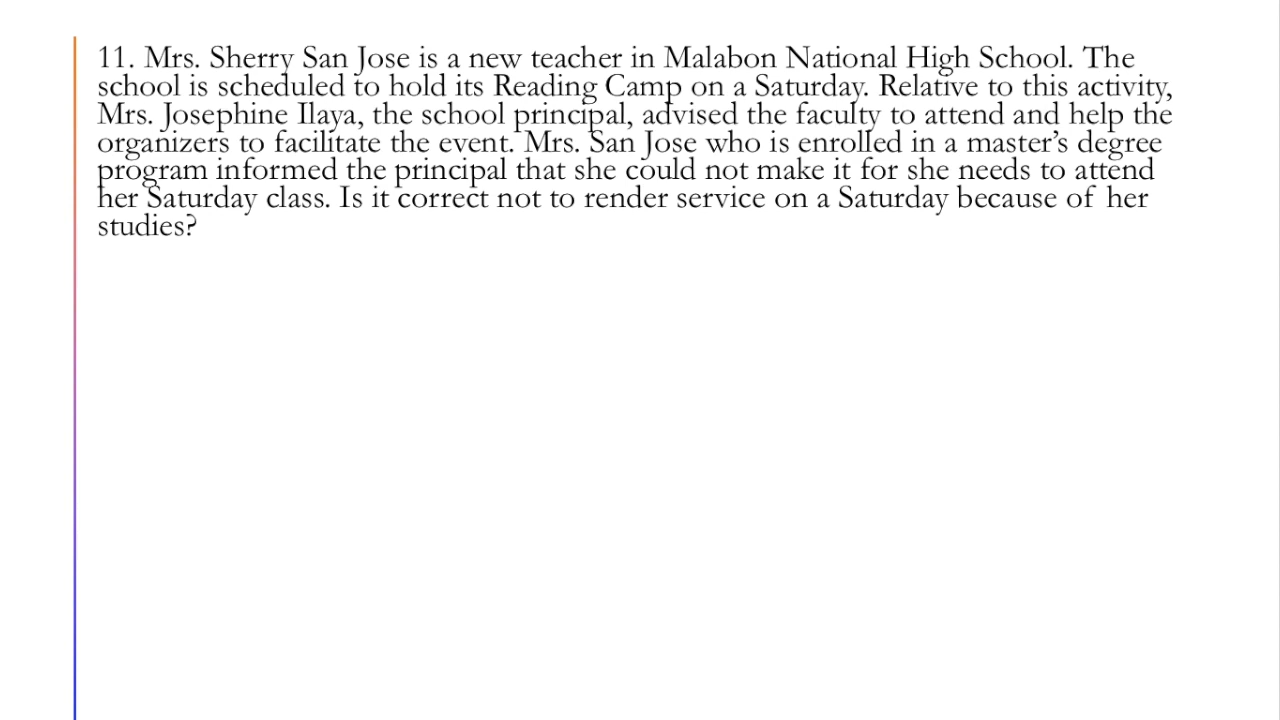 11. Mrs. Sherry San Jose is a new teacher in Malabon National High School. The
school is scheduled to hold its Reading Camp on a Saturday. Relative to this activity,
Mrs. Josephine Ilaya, the school principal, advised the faculty to attend and help the
organizers to facilitate the event. Mrs. San Jose who is enrolled in a master’s degree
program informed the principal that she could not make it for she needs to attend
her Saturday class. Is it correct not to render service on a Saturday because of her
studies?